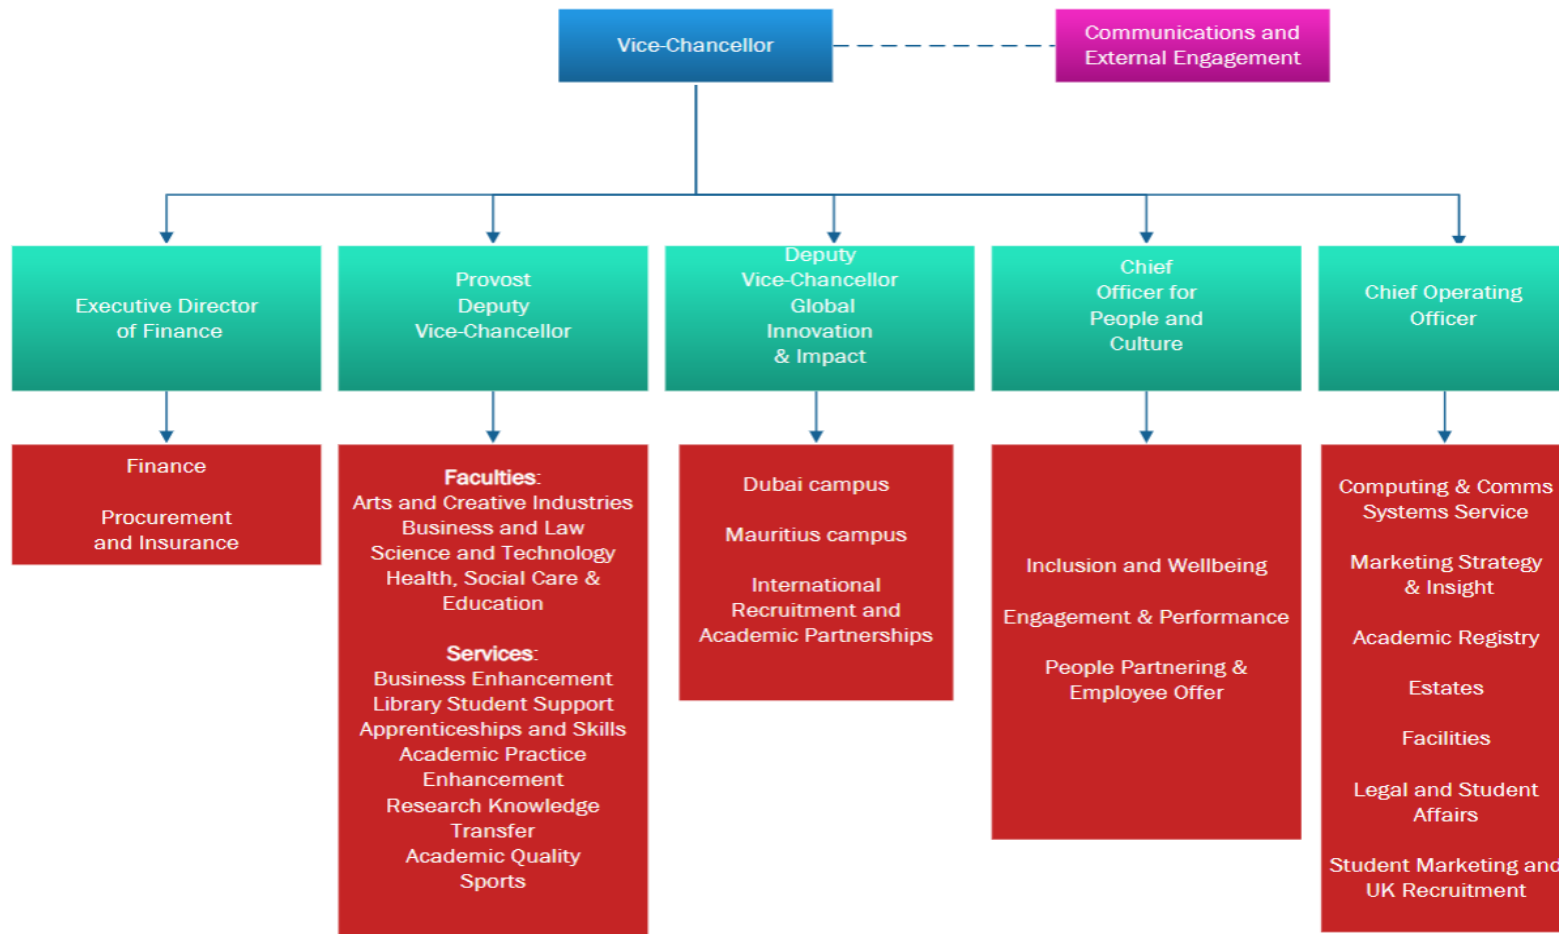 Vice-Chancellor
Communications and
External Engagement
Executive Director
of Finance
Provost
Deputy
Vice-Chancellor
Deputy
Vice-Chancellor
Global
Innovation
& Impact
Chief
Officer for
People and
Culture
Chief Operating
Officer
Finance
Procurement
and Insurance
Faculties:
Arts and Creative Industries
Business and Law
Science and Technology
Health, Social Care &
Education
Services:
Business Enhancement
Library Student Support
Apprenticeships and Skills
Academic Practice
Enhancement
Research Knowledge
Transfer
Academic Quality
Sports
Dubai campus
Mauritius campus
International
Recruitment and
Academic Partnerships
Inclusion and Wellbeing
Engagement & Performance
People Partnering &
Employee Offer
Computing & Comms
Systems Service
Marketing Strategy
& Insight
Academic Registry
Estates
Facilities
Legal and Student
Affairs
Student Marketing and
UK Recruitment